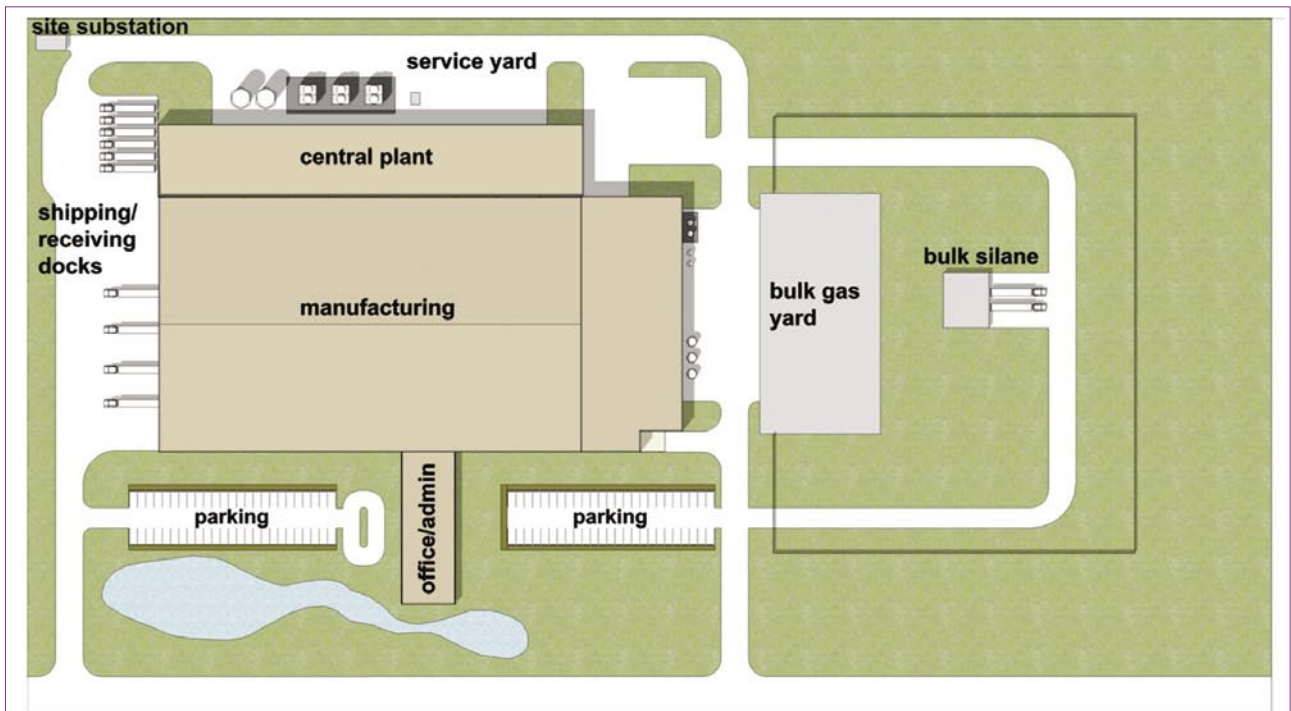 site substation
service yard
central plant
shipping/
receiving
docks
bulk silane
bulk gas
yard
manufacturing
office/admin
parking
parking